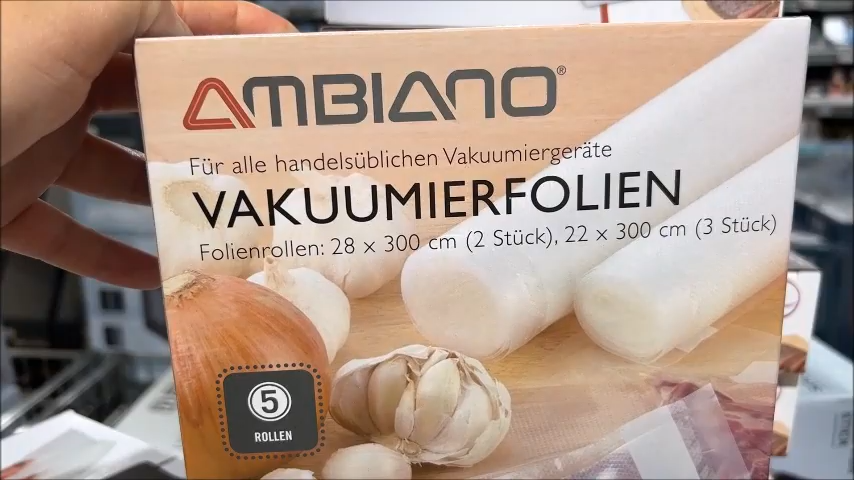 AMBIANO®
Für alle handelsüblichen Vakuumiergeräte
VAKUUMIERFOLIEN
Folienrollen: 28 x 300 cm (2 Stück), 22 x 300 cm (3 Stück)
5
ROLLEN